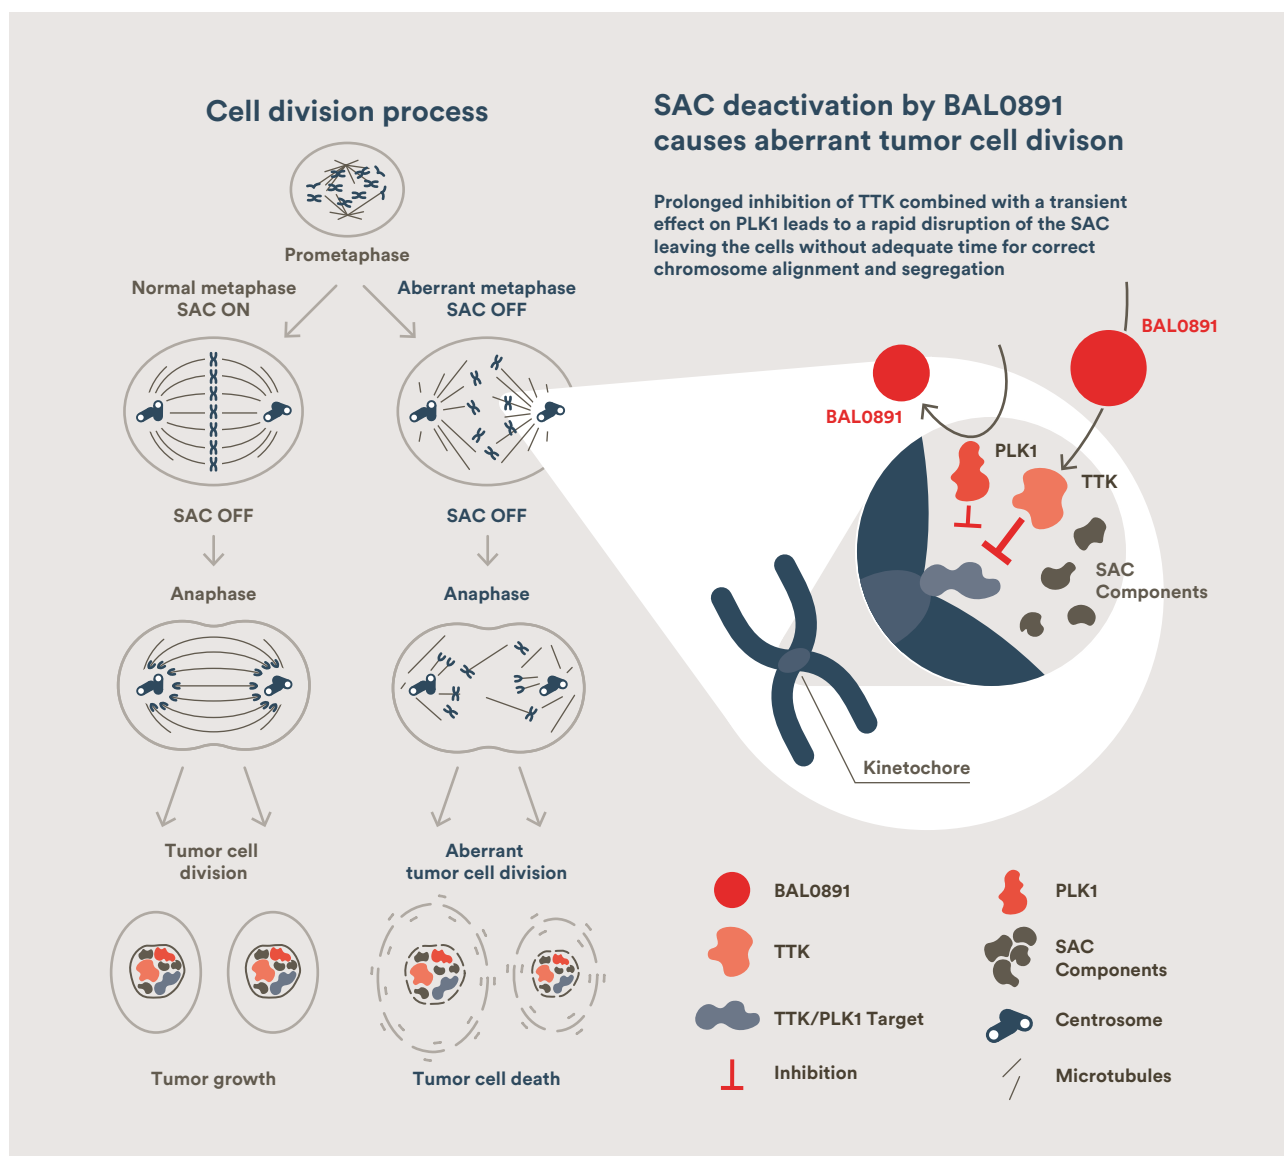 Cell division process
Prometaphase
Normal metaphase
SAC ON
Aberrant metaphase
SAC OFF
SAC OFF
SAC OFF
Anaphase
Anaphase
Tumor cell
division
Aberrant
tumor cell division
Tumor growth
Tumor cell death
SAC deactivation by BAL0891
causes aberrant tumor cell divison
Prolonged inhibition of TTK combined with a transient
effect on PLK1 leads to a rapid disruption of the SAC
leaving the cells without adequate time for correct
chromosome alignment and segregation
BAL0891
BAL0891
PLK1
TTK
SAC
Components
Kinetochore
BAL0891
TTK
TTK/PLK1 Target
Inhibition
PLK1
SAC
Components
Centrosome
Microtubules